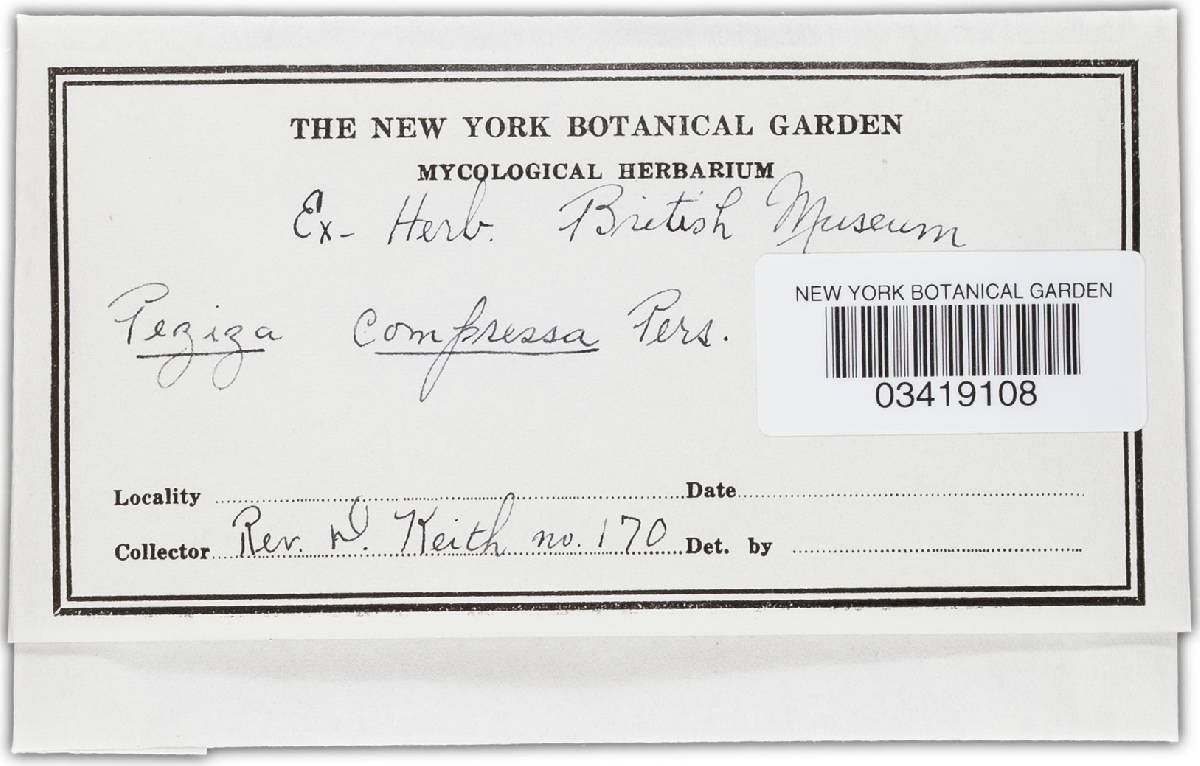 THE NEW YORK BOTANICAL GARDEN
MYCOLOGICAL HERBARIUM
Ex- Herb. British Museum
Peziza compressa Pers.
NEW YORK BOTANICAL GARDEN
03419108
Locality Date
Collector Rev. Keith no. 170 Det. by